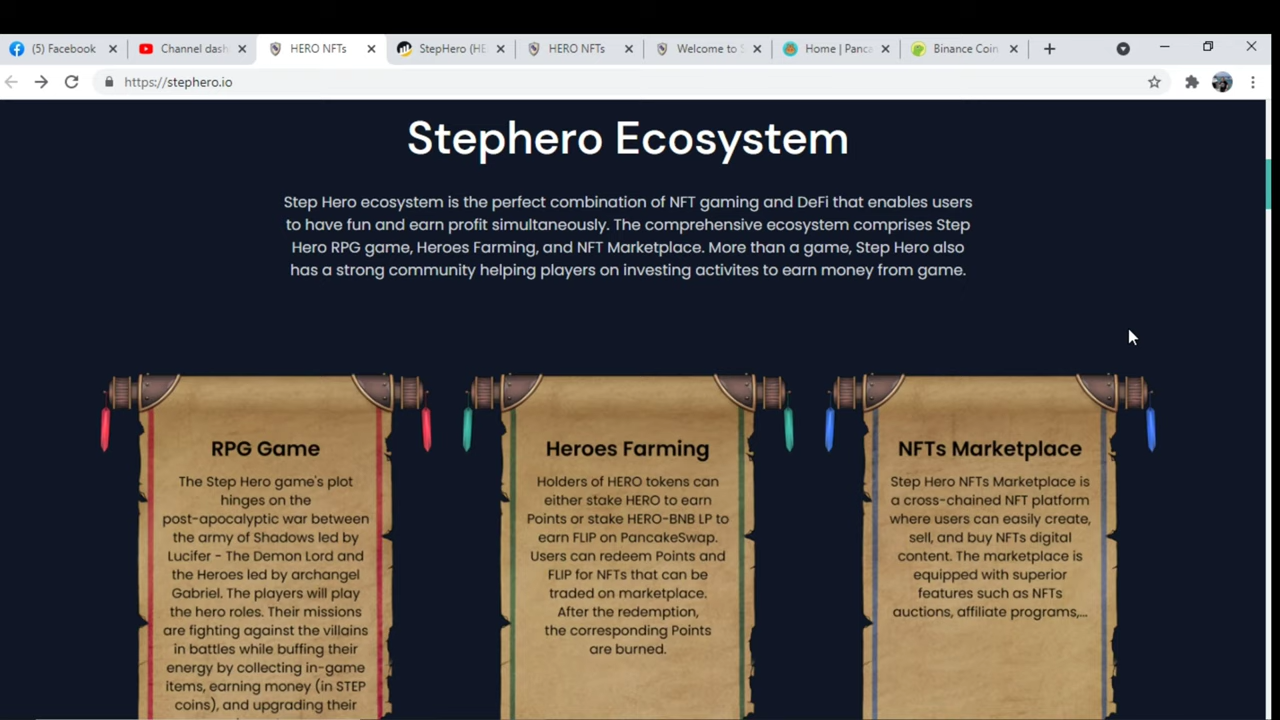 (5) Facebook
Channel dash
HERO NFTs
StepHero (HE
HERO NFTs
Welcome to S
Home | Panca
Binance Coin
https://stephero.io
Stephero Ecosystem
Step Hero ecosystem is the perfect combination of NFT gaming and DeFi that enables users
to have fun and earn profit simultaneously. The comprehensive ecosystem comprises Step
Hero RPG game, Heroes Farming, and NFT Marketplace. More than a game, Step Hero also
has a strong community helping players on investing activites to earn money from game.
RPG Game
The Step Hero game's plot
hinges on the
post-apocalyptic war between
the army of Shadows led by
Lucifer - The Demon Lord and
the Heroes led by archangel
Gabriel. The players will play
the hero roles. Their missions
are fighting against the villains
in battles while buffing their
energy by collecting in-game
items, earning money (in STEP
coins), and upgrading their
Heroes Farming
Holders of HERO tokens can
either stake HERO to earn
Points or stake HERO-BNB LP to
earn FLIP on PancakeSwap.
Users can redeem Points and
FLIP for NFTs that can be
traded on marketplace.
After the redemption,
the corresponding Points
are burned.
NFTs Marketplace
Step Hero NFTs Marketplace is
a cross-chained NFT platform
where users can easily create,
sell, and buy NFTs digital
content. The marketplace is
equipped with superior
features such as NFTs
auctions, affiliate programs,...